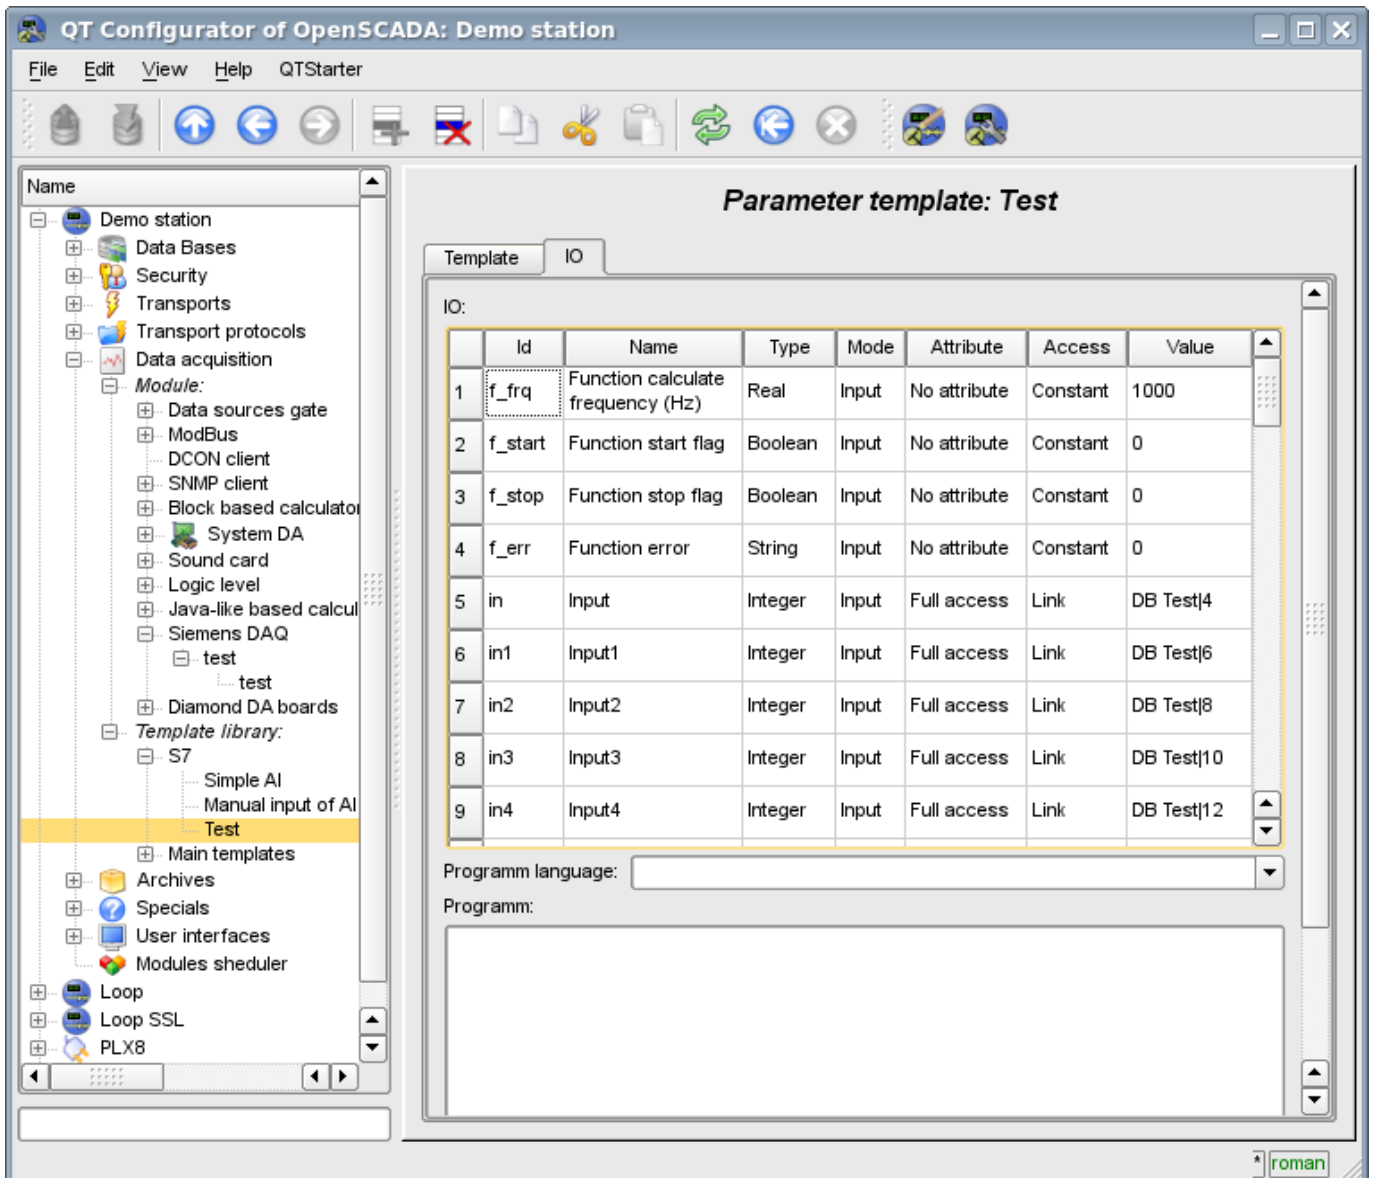 QT Configurator of OpenSCADA: Demo station
File Edit View Help QTStarter
Name
Demo station
Data Bases
Security
Transports
Transport protocols
Data acquisition
Module:
Data sources gate
ModBus
DCON client
SNMP client
Block based calculator
System DA
Sound card
Logic level
Java-like based calcul
Siemens DAQ
test
test
Diamond DA boards
Template library:
S7
Simple AI
Manual input of AI
Test
Main templates
Archives
Specials
User interfaces
Modules sheduler
Loop
Loop SSL
PLX8
Parameter template: Test
Template IO
IO:
Id Name Type Mode Attribute Access Value
1 f_frq Function calculate frequency (Hz) Real Input No attribute Constant 1000
2 f_start Function start flag Boolean Input No attribute Constant 0
3 f_stop Function stop flag Boolean Input No attribute Constant 0
4 f_err Function error String Input No attribute Constant 0
5 in Input Integer Input Full access Link DB Test|4
6 in1 Input1 Integer Input Full access Link DB Test|6
7 in2 Input2 Integer Input Full access Link DB Test|8
8 in3 Input3 Integer Input Full access Link DB Test|10
9 in4 Input4 Integer Input Full access Link DB Test|12
Programm language:
Programm:
* roman